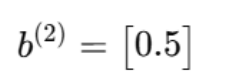 b^{(2)} = [0.5]